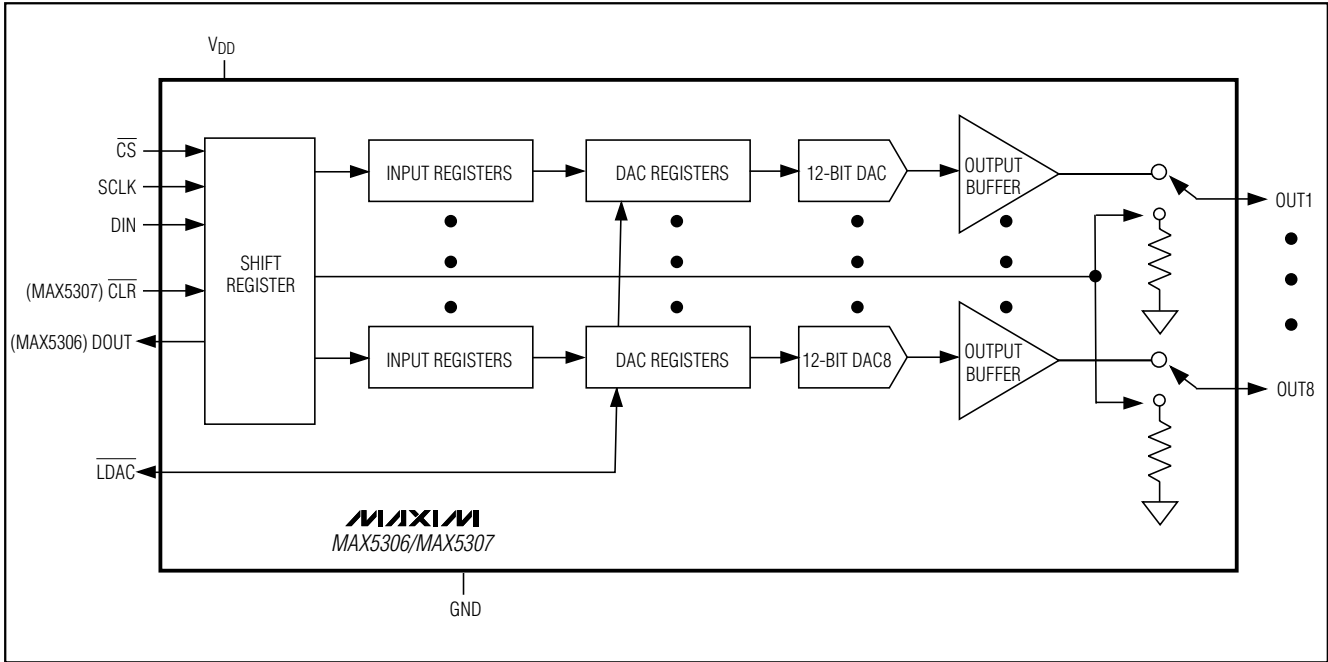 VDD
CS
SCLK
DIN
(MAX5307) CLR
(MAX5306) DOUT
LDAC
SHIFT
REGISTER
INPUT REGISTERS
DAC REGISTERS
12-BIT DAC
OUTPUT
BUFFER
OUT1
INPUT REGISTERS
DAC REGISTERS
12-BIT DAC8
OUTPUT
BUFFER
OUT8
MAXIM
MAX5306/MAX5307
GND